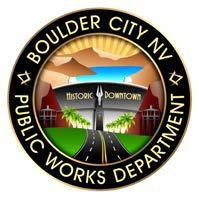 BOULDER CITY NV
HISTORIC DOWNTOWN
PUBLIC WORKS DEPARTMENT